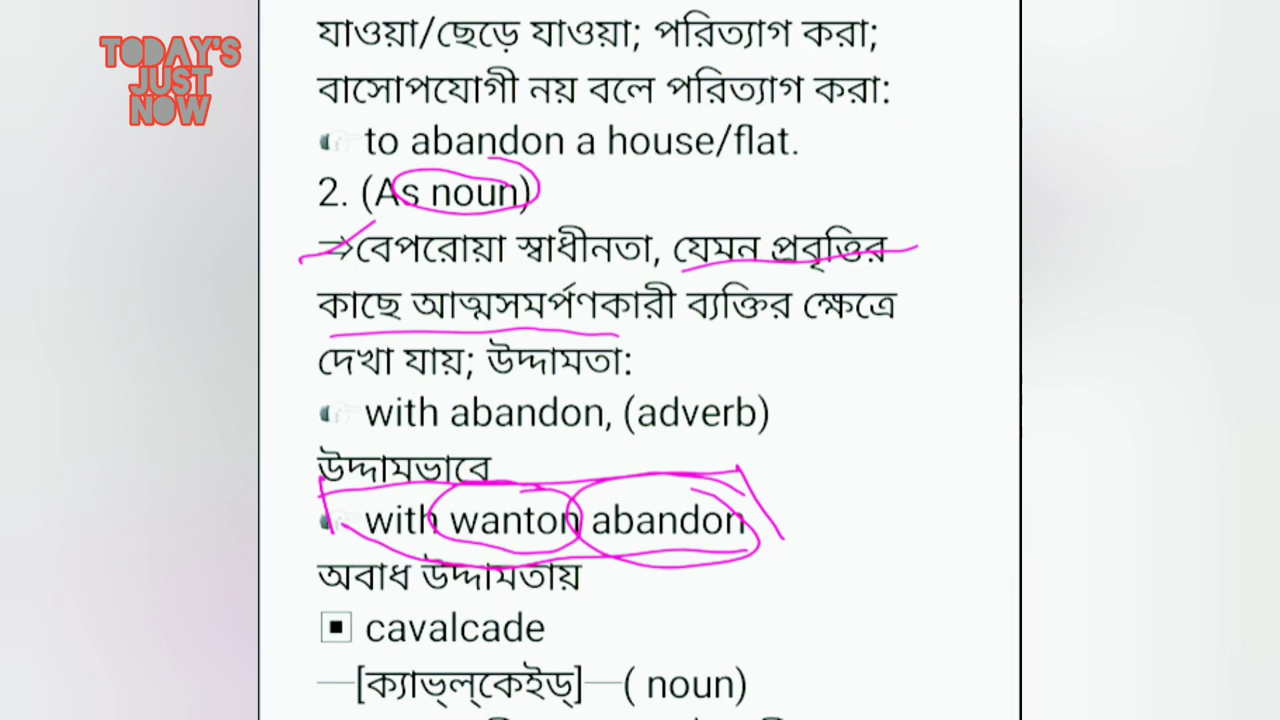 TODAY'S
JUST
NOW
যাওয়া/ছেড়ে যাওয়া; পরিত্যাগ করা;
বাসোপযোগী নয় বলে পরিত্যাগ করা:
to abandon a house/flat.
2. (As noun)
⇒বেপরোয়া স্বাধীনতা, যেমন প্রবৃত্তির
কাছে আত্মসমর্পণকারী ব্যক্তির ক্ষেত্রে
দেখা যায়; উদ্দামতা:
with abandon, (adverb)
উদ্দামভাবে
with wanton abandon
অবাধ উদ্দামতায়
▣ cavalcade
—[ক্যাভ্‌ল্‌কেইড্‌]—( noun)